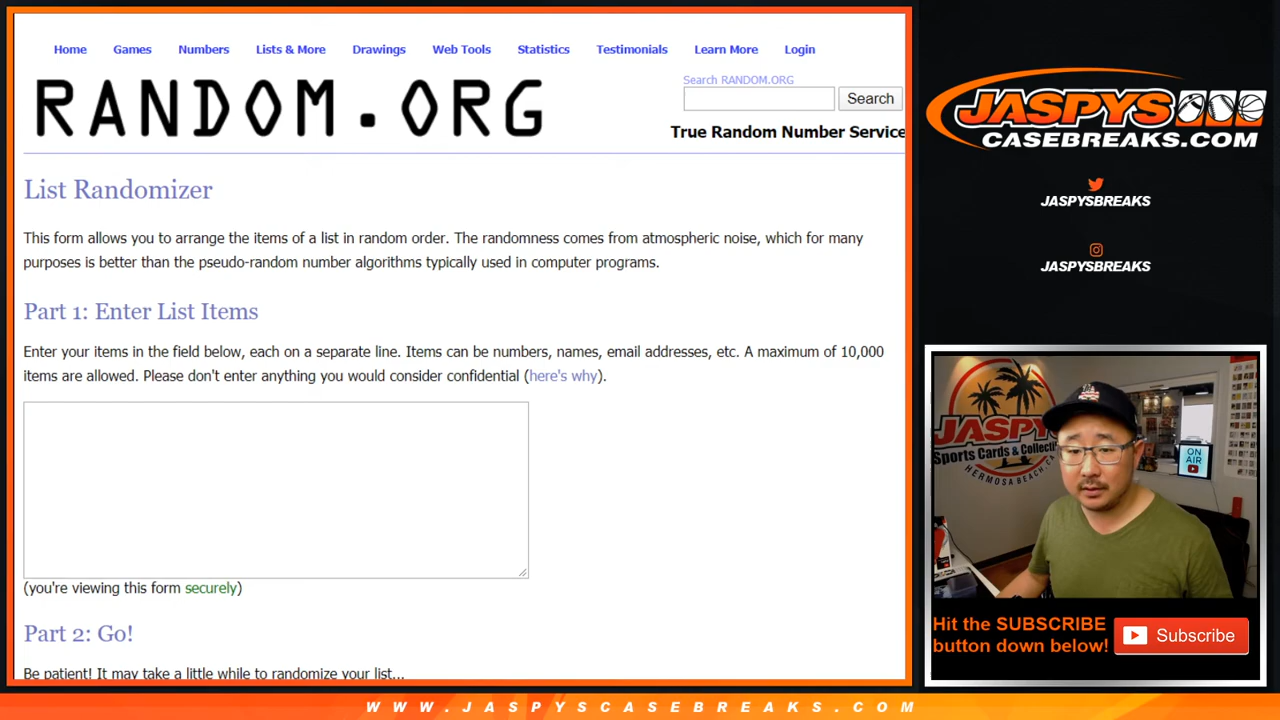 Home Games Numbers Lists & More Drawings Web Tools Statistics Testimonials Learn More Login
RANDOM.ORG
Search RANDOM.ORG
Search
True Random Number Service
List Randomizer
This form allows you to arrange the items of a list in random order. The randomness comes from atmospheric noise, which for many
purposes is better than the pseudo-random number algorithms typically used in computer programs.
Part 1: Enter List Items
Enter your items in the field below, each on a separate line. Items can be numbers, names, email addresses, etc. A maximum of 10,000
items are allowed. Please don't enter anything you would consider confidential (here's why).
(you're viewing this form securely)
Part 2: Go!
Be patient! It may take a little while to randomize your list...
JASPYS
CASEBREAKS.COM
JASPYSBREAKS
JASPYSBREAKS
JASPYS
Sports Cards & Collecti
HERMOSA BEACH, CA
ON
AIR
Hit the SUBSCRIBE
button down below!
Subscribe
WWW.JASPYSCASEBREAKS.COM